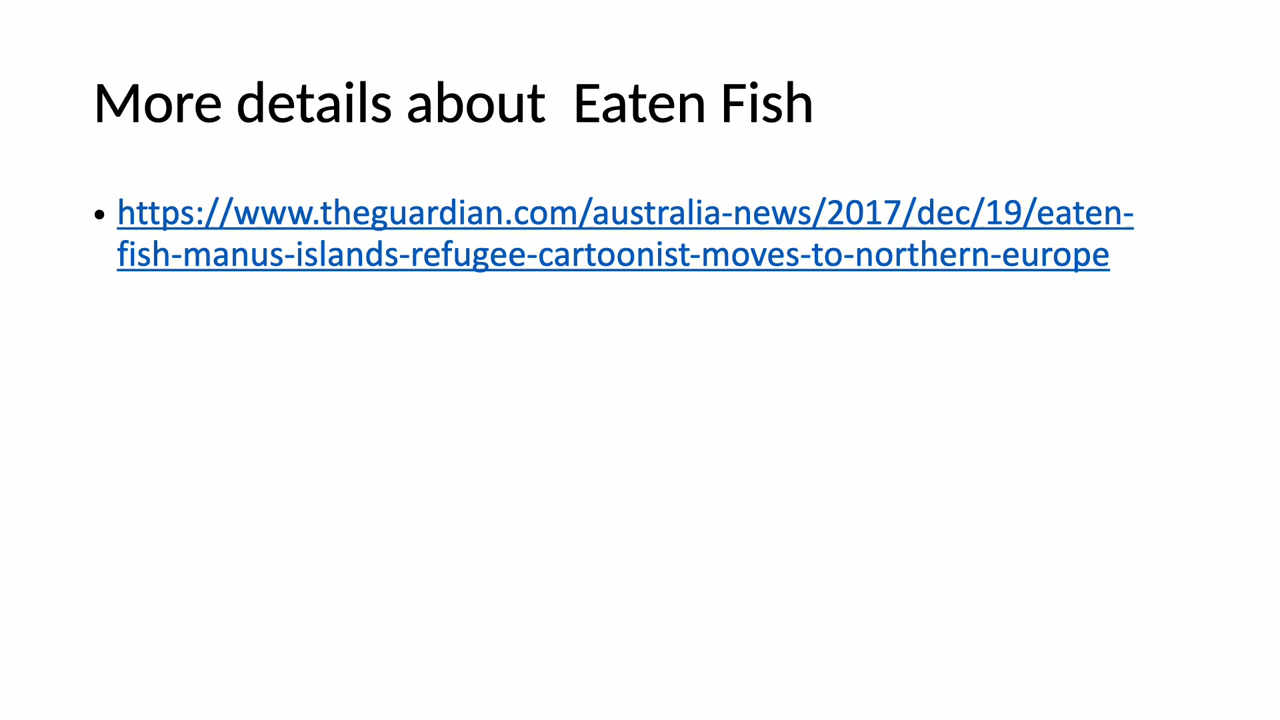 More details about  Eaten Fish
• https://www.theguardian.com/australia-news/2017/dec/19/eaten-
fish-manus-islands-refugee-cartoonist-moves-to-northern-europe